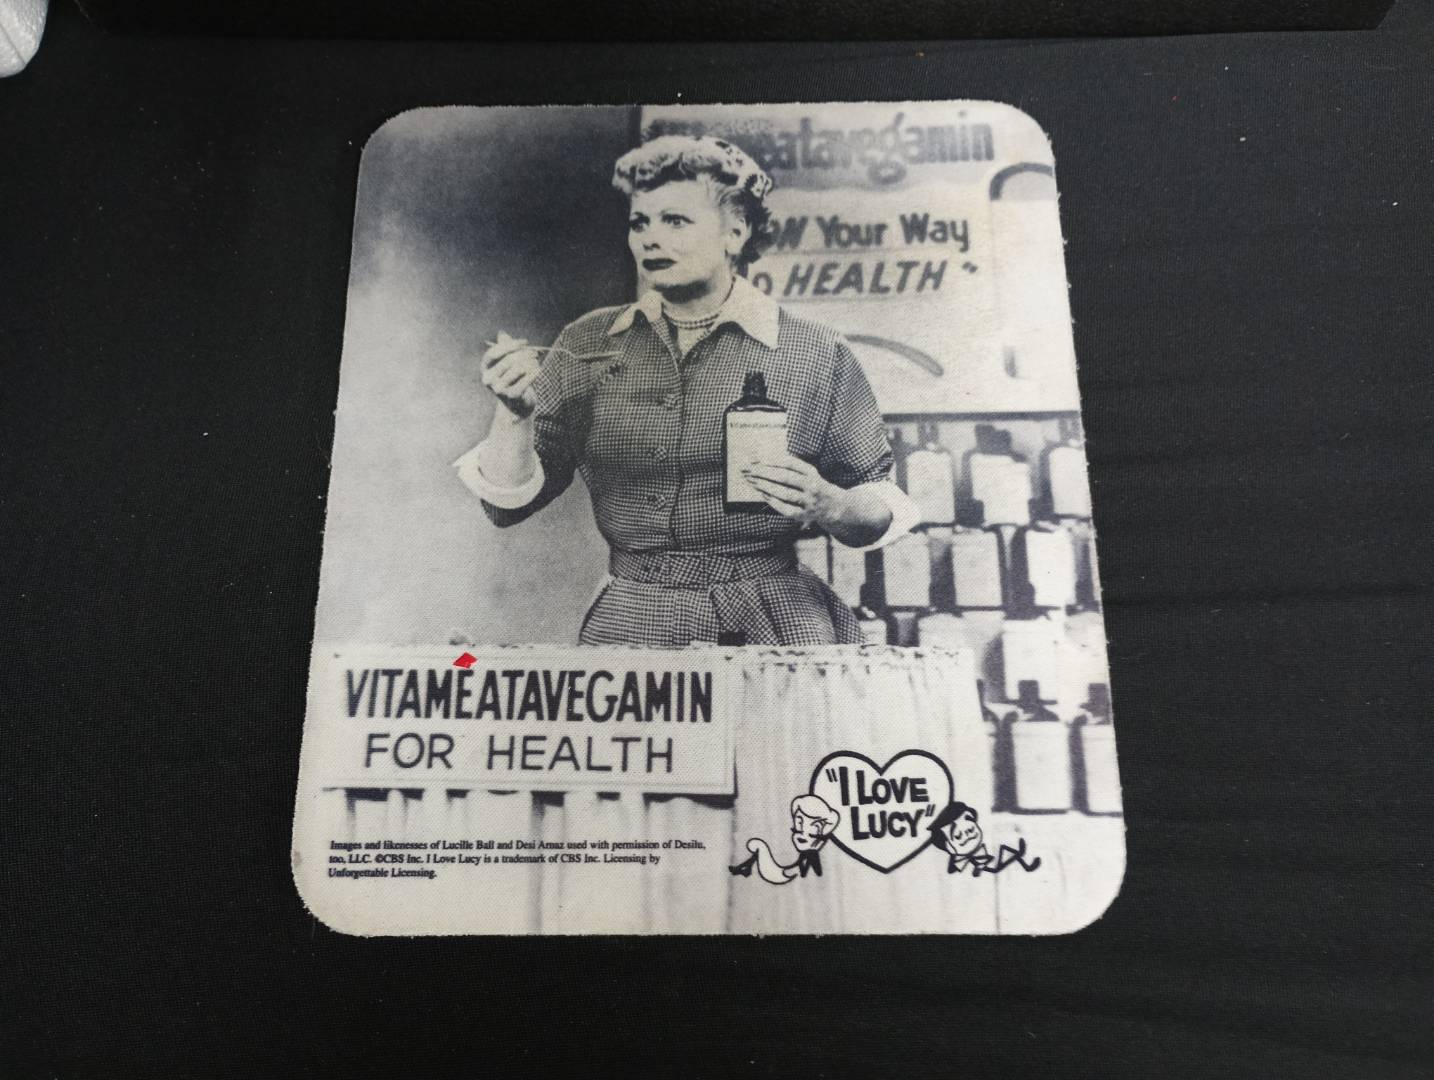 eatavegamin
Your Way
HEALTH"
Vitameatavegamin
VITAMEATAVEGAMIN
FOR HEALTH
"I LOVE
LUCY"
Images and likenesses of Lucille Ball and Desi Arnaz used with permission of Desilu,
too, LLC. ©CBS Inc. I Love Lucy is a trademark of CBS Inc. Licensing by
Unforgettable Licensing.